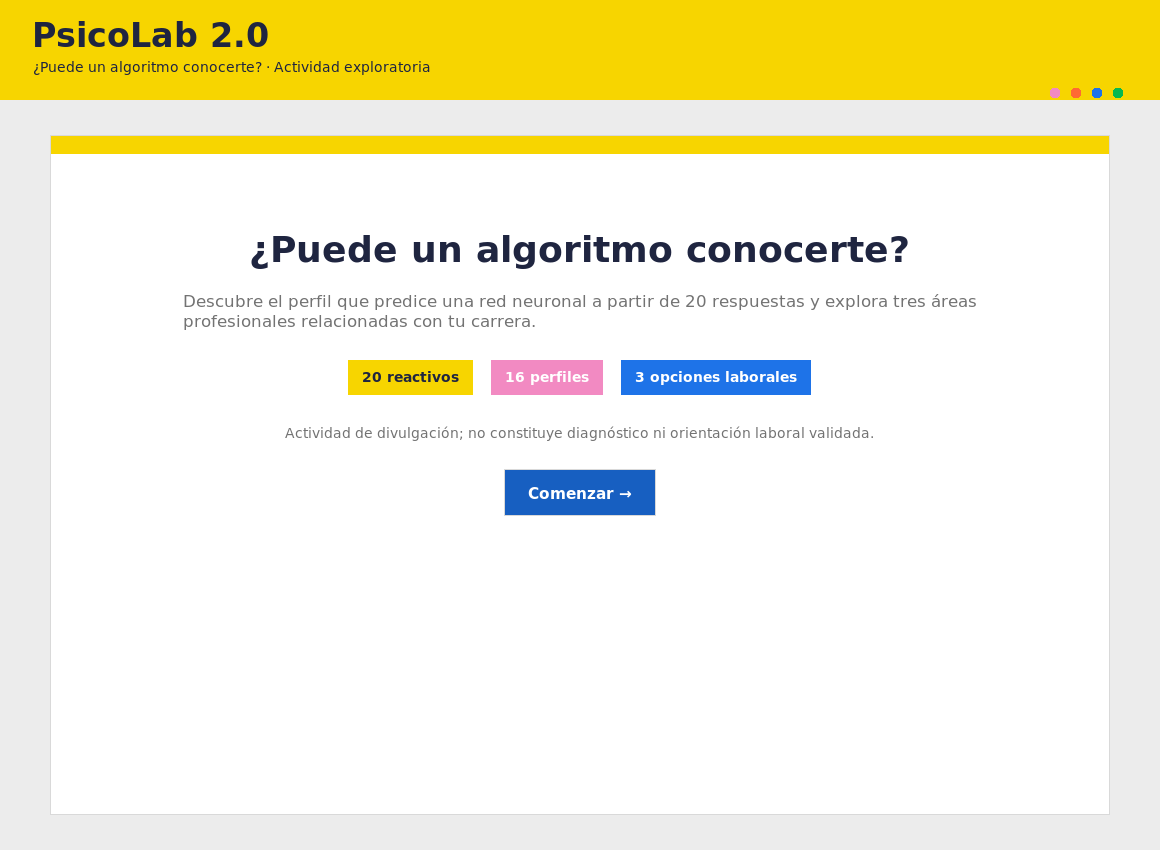 PsicoLab 2.0
¿Puede un algoritmo conocerte? · Actividad exploratoria
¿Puede un algoritmo conocerte?
Descubre el perfil que predice una red neuronal a partir de 20 respuestas y explora tres áreas
profesionales relacionadas con tu carrera.
20 reactivos
16 perfiles
3 opciones laborales
Actividad de divulgación; no constituye diagnóstico ni orientación laboral validada.
Comenzar →